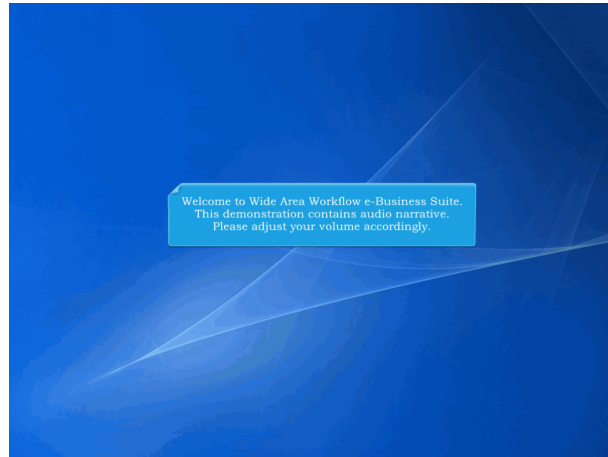 Welcome to Wide Area Workflow e-Business Suite.
This demonstration contains audio narrative.
Please adjust your volume accordingly.